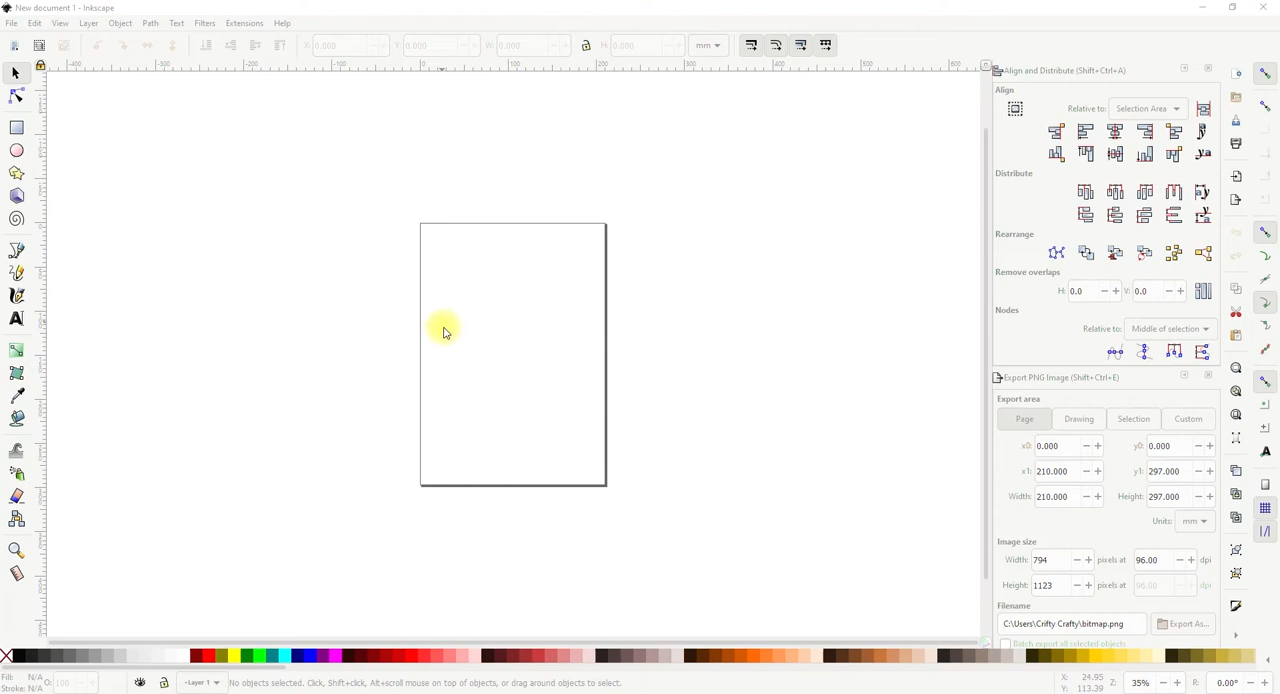 New document 1 - Inkscape
File Edit View Layer Object Path Text Filters Extensions Help
X: 0.000 Y: 0.000 W: 0.000 H: 0.000 mm
Align and Distribute (Shift+Ctrl+A)
Align
Relative to: Selection Area
Distribute
Rearrange
Remove overlaps
H: 0.0 V: 0.0
Nodes
Relative to: Middle of selection
Export PNG Image (Shift+Ctrl+E)
Export area
Page Drawing Selection Custom
x0: 0.000 y0: 0.000
x1: 210.000 y1: 297.000
Width: 210.000 Height: 297.000
Units: mm
Image size
Width: 794 pixels at 96.00 dpi
Height: 1123 pixels at 96.00 dpi
Filename
C:\Users\Crifty Crafty\bitmap.png Export As...
Batch export all selected objects
Fill: N/A O: 100
Stroke: N/A
-Layer 1 No objects selected. Click, Shift+click, Alt+scroll mouse on top of objects, or drag around objects to select.
X: 24.95
Y: 113.39
Z: 35% R: 0.00°